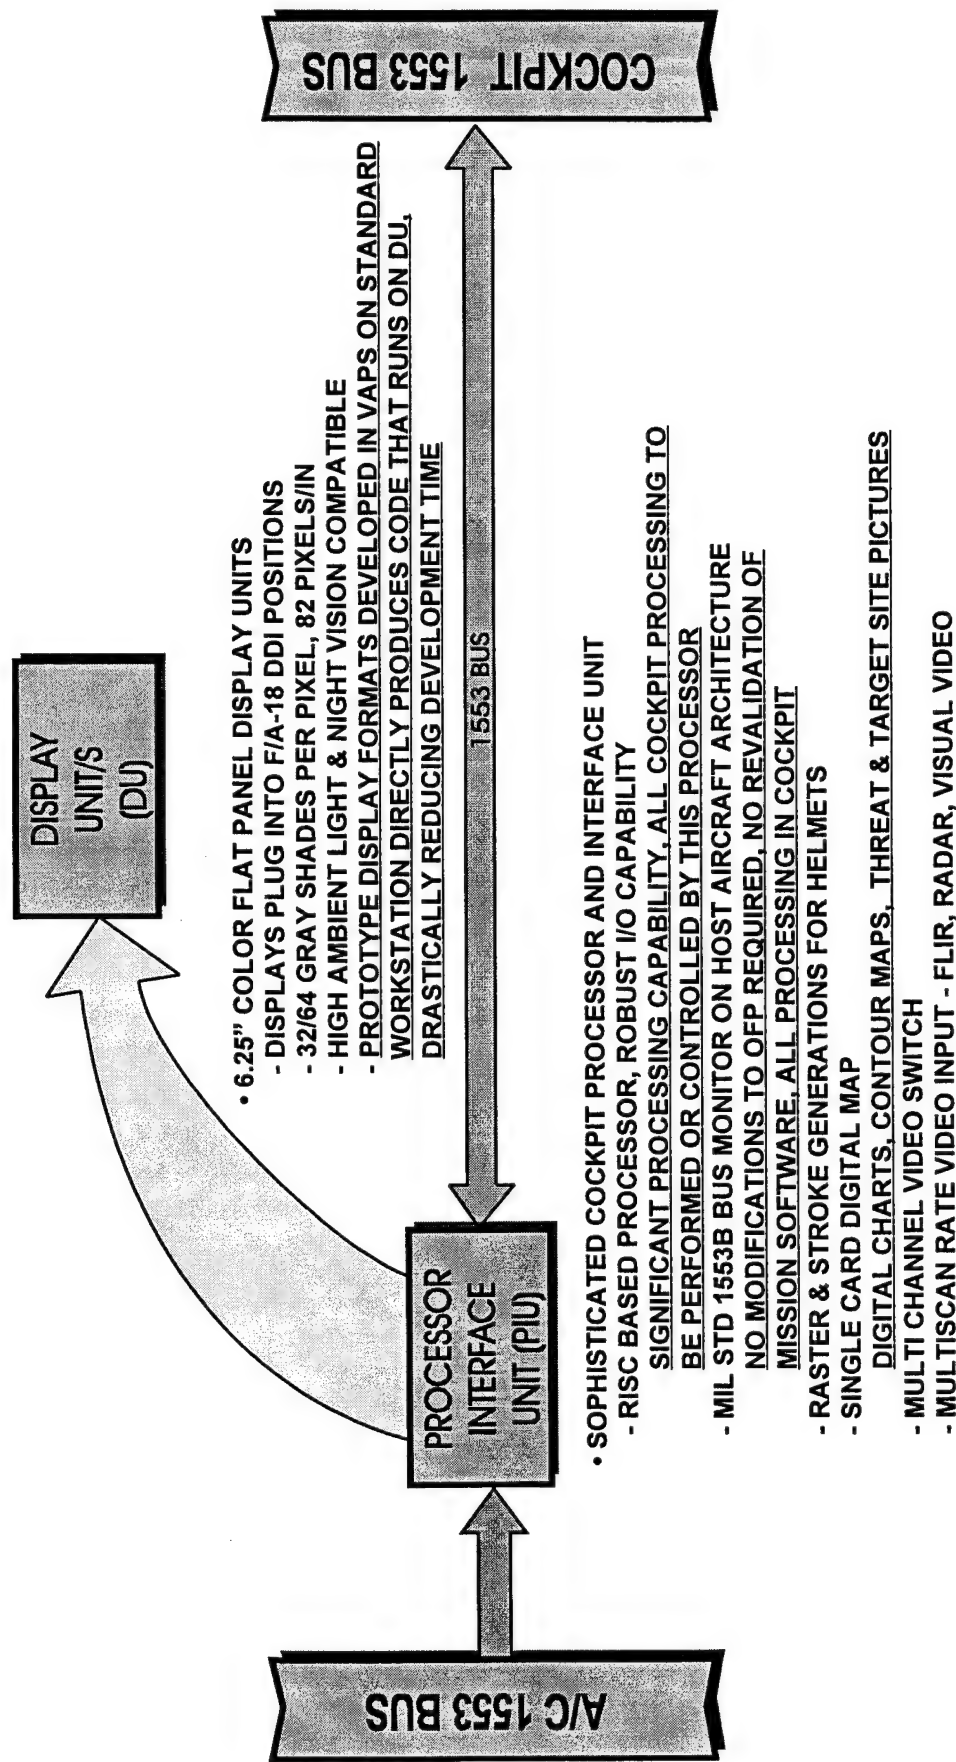 DISPLAY
UNIT/S
(DU)
• 6.25" COLOR FLAT PANEL DISPLAY UNITS
- DISPLAYS PLUG INTO F/A-18 DDI POSITIONS
- 32/64 GRAY SHADES PER PIXEL, 82 PIXELS/IN
- HIGH AMBIENT LIGHT & NIGHT VISION COMPATIBLE
- PROTOTYPE DISPLAY FORMATS DEVELOPED IN VAPS ON STANDARD
WORKSTATION DIRECTLY PRODUCES CODE THAT RUNS ON DU,
DRASTICALLY REDUCING DEVELOPMENT TIME
A/C 1553 BUS
PROCESSOR
INTERFACE
UNIT (PIU)
1553 BUS
COCKPIT 1553 BUS
• SOPHISTICATED COCKPIT PROCESSOR AND INTERFACE UNIT
- RISC BASED PROCESSOR, ROBUST I/O CAPABILITY
SIGNIFICANT PROCESSING CAPABILITY, ALL COCKPIT PROCESSING TO
BE PERFORMED OR CONTROLLED BY THIS PROCESSOR
- MIL STD 1553B BUS MONITOR ON HOST AIRCRAFT ARCHITECTURE
NO MODIFICATIONS TO OFP REQUIRED, NO REVALIDATION OF
MISSION SOFTWARE, ALL PROCESSING IN COCKPIT
- RASTER & STROKE GENERATIONS FOR HELMETS
- SINGLE CARD DIGITAL MAP
DIGITAL CHARTS, CONTOUR MAPS, THREAT & TARGET SITE PICTURES
- MULTI CHANNEL VIDEO SWITCH
- MULTISCAN RATE VIDEO INPUT - FLIR, RADAR, VISUAL VIDEO